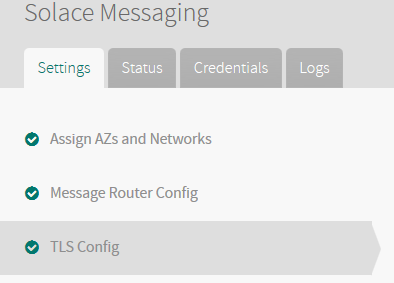 Solace Messaging
Settings Status Credentials Logs
Assign AZs and Networks
Message Router Config
TLS Config